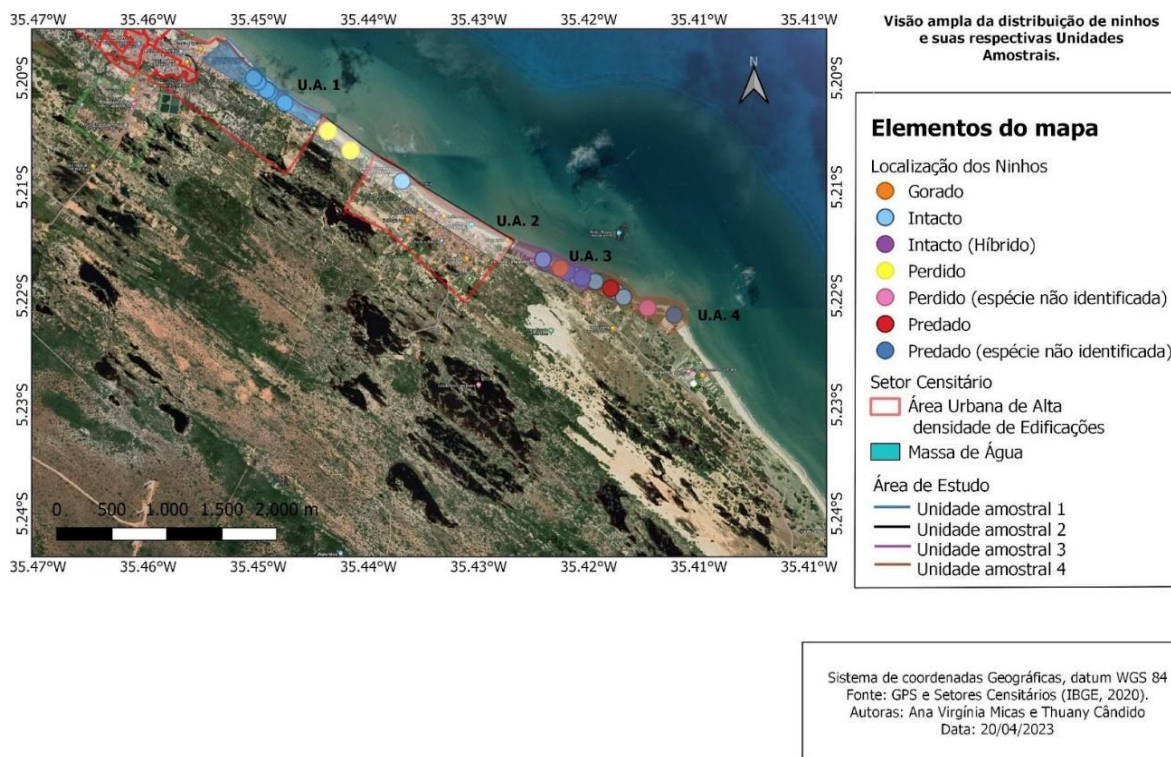 Visão ampla da distribuição de ninhos
e suas respectivas Unidades
Amostrais.
35.47°W 35.46°W 35.45°W 35.44°W 35.43°W 35.42°W 35.41°W 35.41°W
5.20°S 5.20°S
5.21°S 5.21°S
5.22°S 5.22°S
5.23°S 5.23°S
5.24°S 5.24°S
N
U.A. 1
U.A. 2
U.A. 3
U.A. 4
0 500 1.000 1.500 2.000 m
35.47°W 35.46°W 35.45°W 35.44°W 35.43°W 35.42°W 35.41°W 35.41°W
Elementos do mapa
Localização dos Ninhos
Gorado
Intacto
Intacto (Híbrido)
Perdido
Perdido (espécie não identificada)
Predado
Predado (espécie não identificada)
Setor Censitário
Área Urbana de Alta
densidade de Edificações
Massa de Água
Área de Estudo
Unidade amostral 1
Unidade amostral 2
Unidade amostral 3
Unidade amostral 4
Sistema de coordenadas Geográficas, datum WGS 84
Fonte: GPS e Setores Censitários (IBGE, 2020).
Autoras: Ana Virgínia Micas e Thuany Cândido
Data: 20/04/2023